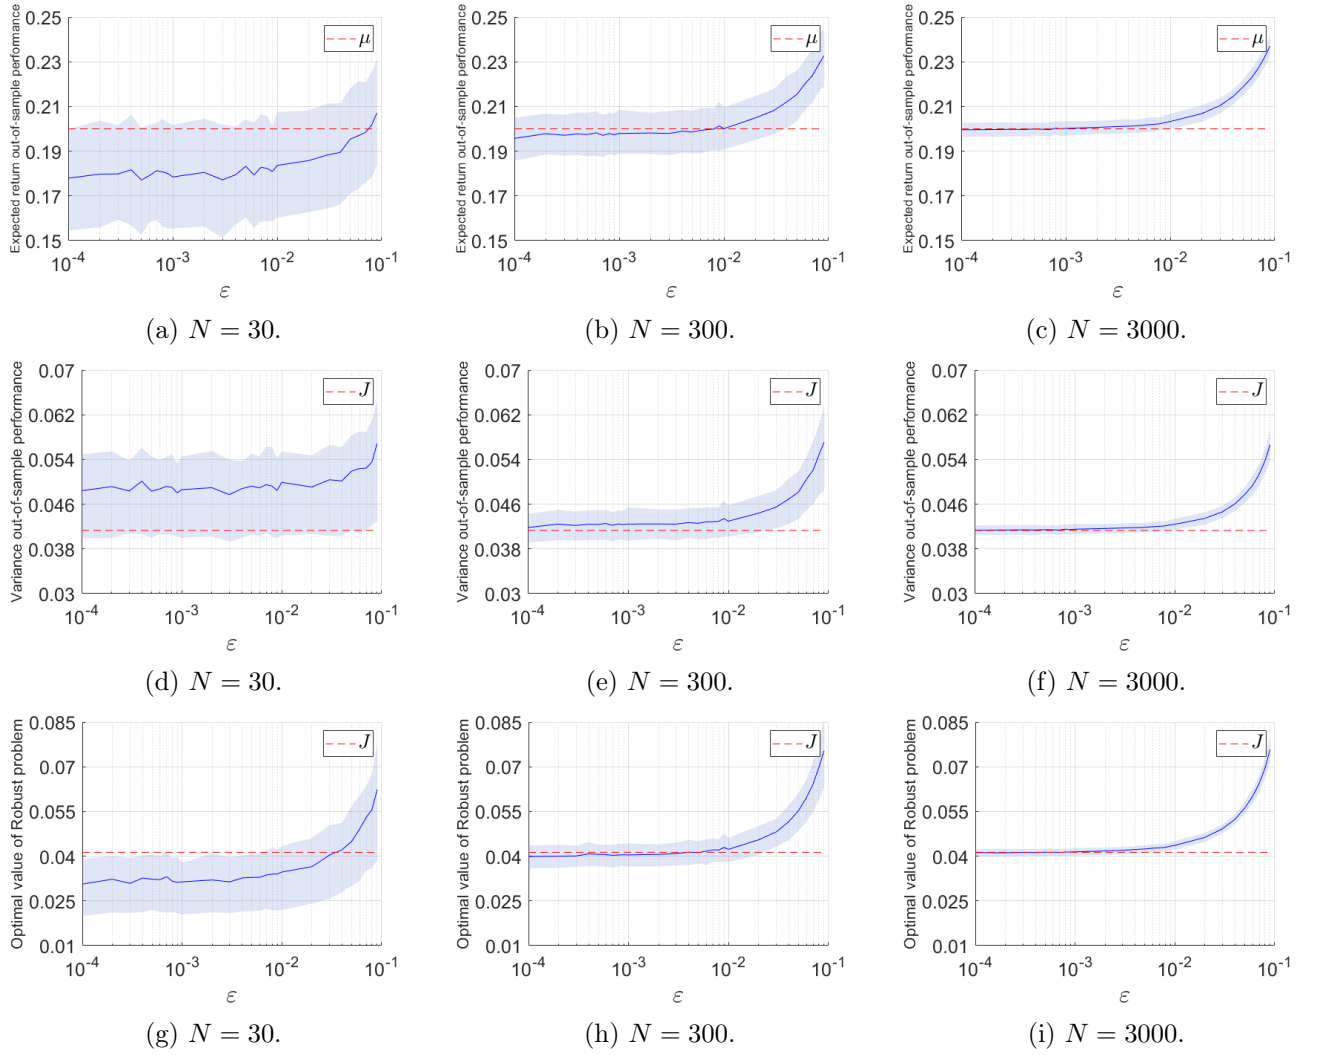 Expected return out-of-sample performance
0.25
0.23
0.21
0.19
0.17
0.15
μ
10⁻⁴ 10⁻³ 10⁻² 10⁻¹
ε
(a) N = 30.
Expected return out-of-sample performance
0.25
0.23
0.21
0.19
0.17
0.15
μ
10⁻⁴ 10⁻³ 10⁻² 10⁻¹
ε
(b) N = 300.
Expected return out-of-sample performance
0.25
0.23
0.21
0.19
0.17
0.15
μ
10⁻⁴ 10⁻³ 10⁻² 10⁻¹
ε
(c) N = 3000.
Variance out-of-sample performance
0.07
0.062
0.054
0.046
0.038
0.03
J
10⁻⁴ 10⁻³ 10⁻² 10⁻¹
ε
(d) N = 30.
Variance out-of-sample performance
0.07
0.062
0.054
0.046
0.038
0.03
J
10⁻⁴ 10⁻³ 10⁻² 10⁻¹
ε
(e) N = 300.
Variance out-of-sample performance
0.07
0.062
0.054
0.046
0.038
0.03
J
10⁻⁴ 10⁻³ 10⁻² 10⁻¹
ε
(f) N = 3000.
Optimal value of Robust problem
0.085
0.07
0.055
0.04
0.025
0.01
J
10⁻⁴ 10⁻³ 10⁻² 10⁻¹
ε
(g) N = 30.
Optimal value of Robust problem
0.085
0.07
0.055
0.04
0.025
0.01
J
10⁻⁴ 10⁻³ 10⁻² 10⁻¹
ε
(h) N = 300.
Optimal value of Robust problem
0.085
0.07
0.055
0.04
0.025
0.01
J
10⁻⁴ 10⁻³ 10⁻² 10⁻¹
ε
(i) N = 3000.